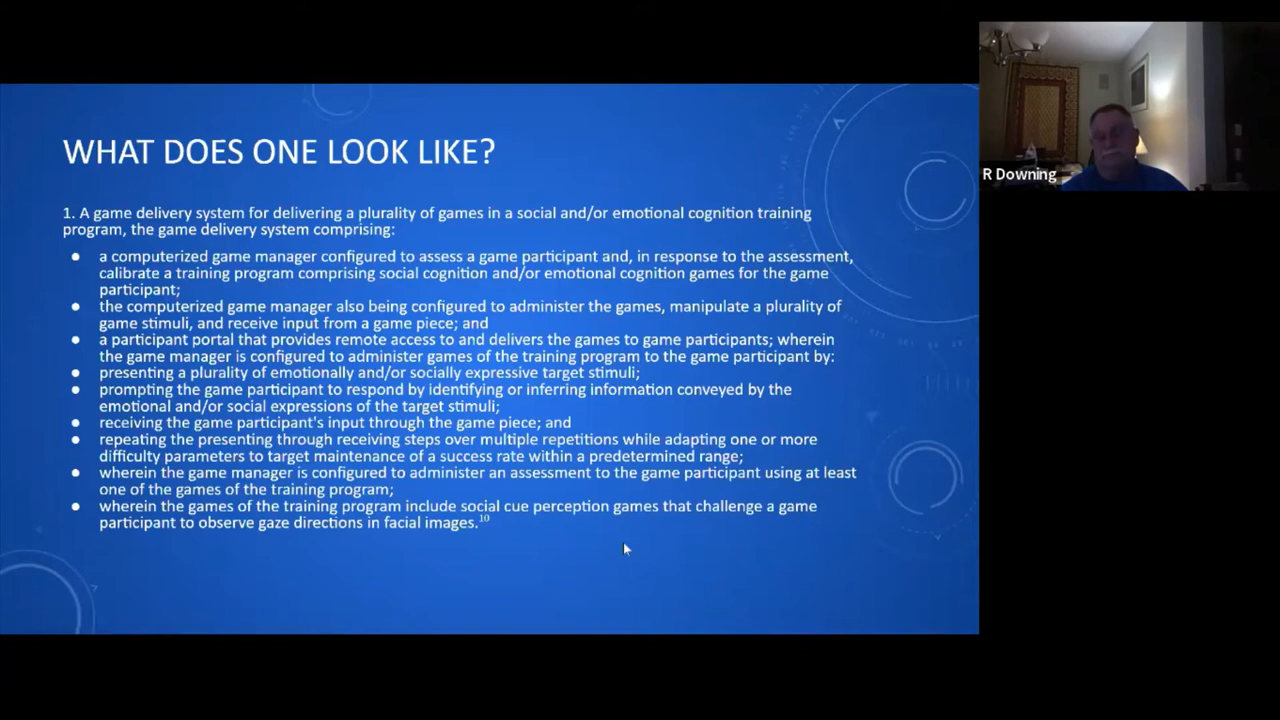 WHAT DOES ONE LOOK LIKE?
1. A game delivery system for delivering a plurality of games in a social and/or emotional cognition training
program, the game delivery system comprising:
● a computerized game manager configured to assess a game participant and, in response to the assessment,
calibrate a training program comprising social cognition and/or emotional cognition games for the game
participant;
● the computerized game manager also being configured to administer the games, manipulate a plurality of
game stimuli, and receive input from a game piece; and
● a participant portal that provides remote access to and delivers the games to game participants; wherein
the game manager is configured to administer games of the training program to the game participant by:
● presenting a plurality of emotionally and/or socially expressive target stimuli;
● prompting the game participant to respond by identifying or inferring information conveyed by the
emotional and/or social expressions of the target stimuli;
● receiving the game participant's input through the game piece; and
● repeating the presenting through receiving steps over multiple repetitions while adapting one or more
difficulty parameters to target maintenance of a success rate within a predetermined range;
● wherein the game manager is configured to administer an assessment to the game participant using at least
one of the games of the training program;
● wherein the games of the training program include social cue perception games that challenge a game
participant to observe gaze directions in facial images.10
R Downing